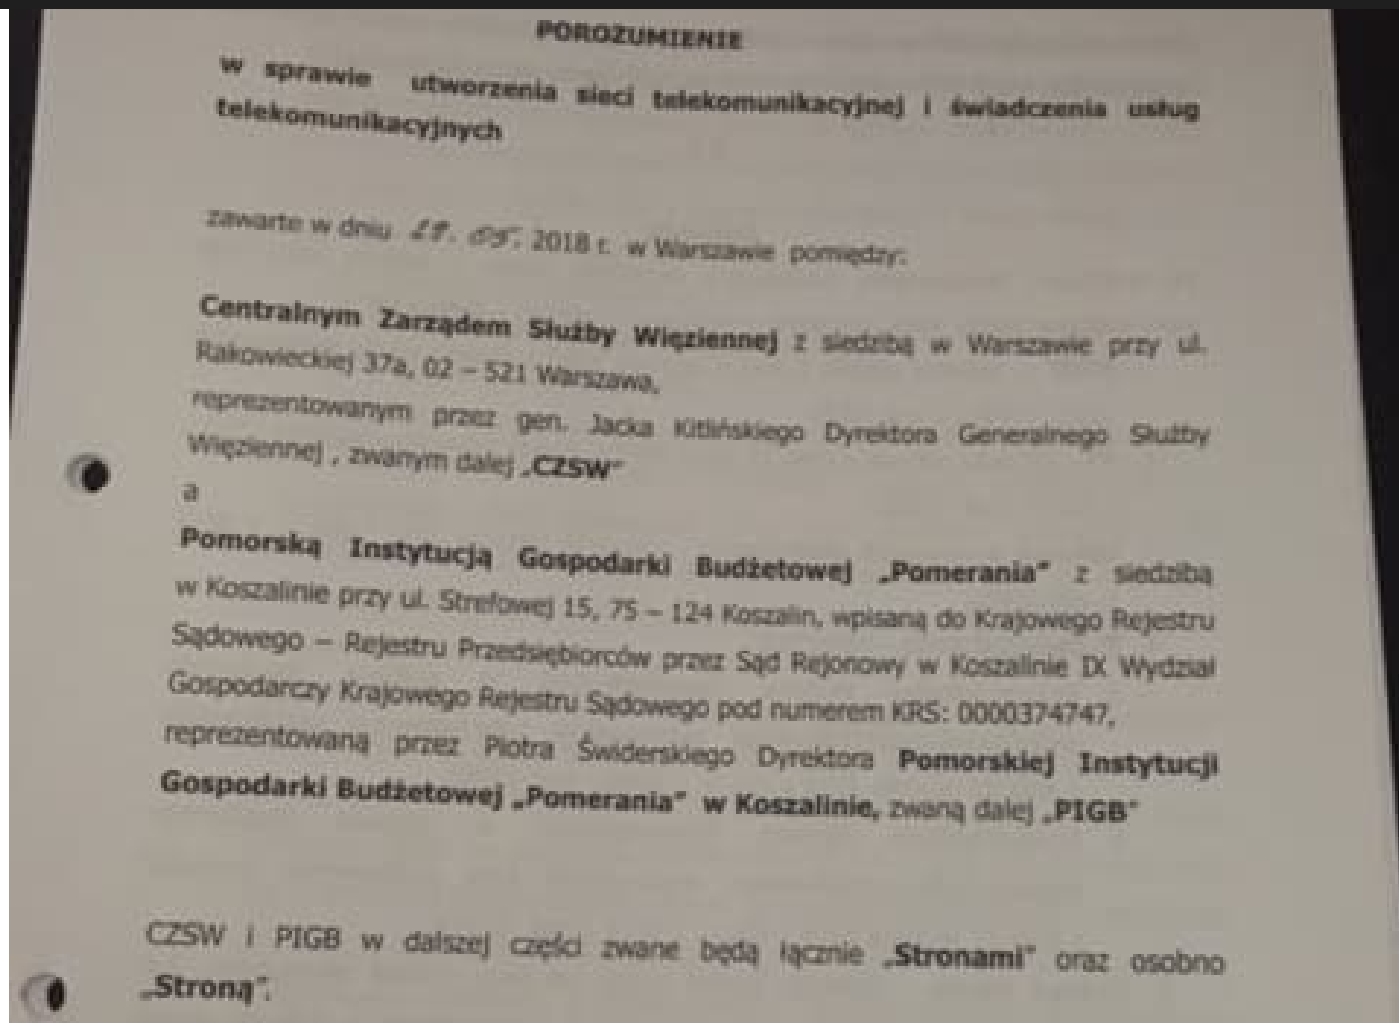 POROZUMIENIE
w sprawie utworzenia sieci telekomunikacyjnej i świadczenia usług
telekomunikacyjnych
zawarte w dniu 2018 r. w Warszawie pomiędzy:
Centralnym Zarządem Służby Więziennej z siedzibą w Warszawie przy ul.
Rakowieckiej 37a, 02 – 521 Warszawa,
reprezentowanym przez gen. Jacka Kitlińskiego Dyrektora Generalnego Służby
Więziennej , zwanym dalej „CZSW"
a
Pomorską Instytucją Gospodarki Budżetowej „Pomerania" z siedzibą
w Koszalinie przy ul. Strefowej 15, 75 – 124 Koszalin, wpisaną do Krajowego Rejestru
Sądowego – Rejestru Przedsiębiorców przez Sąd Rejonowy w Koszalinie IX Wydział
Gospodarczy Krajowego Rejestru Sądowego pod numerem KRS: 0000374747,
reprezentowaną przez Piotra Świderskiego Dyrektora Pomorskiej Instytucji
Gospodarki Budżetowej „Pomerania" w Koszalinie, zwaną dalej „PIGB"
CZSW i PIGB w dalszej części zwane będą łącznie „Stronami" oraz osobno
„Stroną".